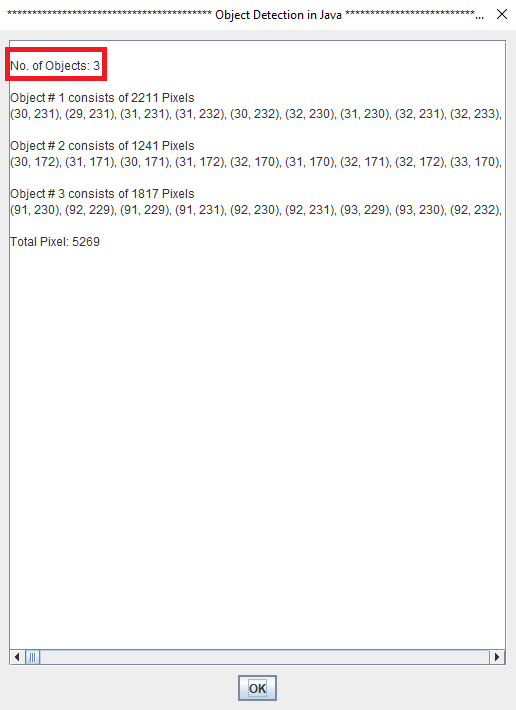 **************************************** Object Detection in Java **************************...
No. of Objects: 3
Object # 1 consists of 2211 Pixels
(30, 231), (29, 231), (31, 231), (31, 232), (30, 232), (32, 230), (31, 230), (32, 231), (32, 233),
Object # 2 consists of 1241 Pixels
(30, 172), (31, 171), (30, 171), (31, 172), (32, 170), (31, 170), (32, 171), (32, 172), (33, 170),
Object # 3 consists of 1817 Pixels
(91, 230), (92, 229), (91, 229), (91, 231), (92, 230), (92, 231), (93, 229), (93, 230), (92, 232),
Total Pixel: 5269
OK